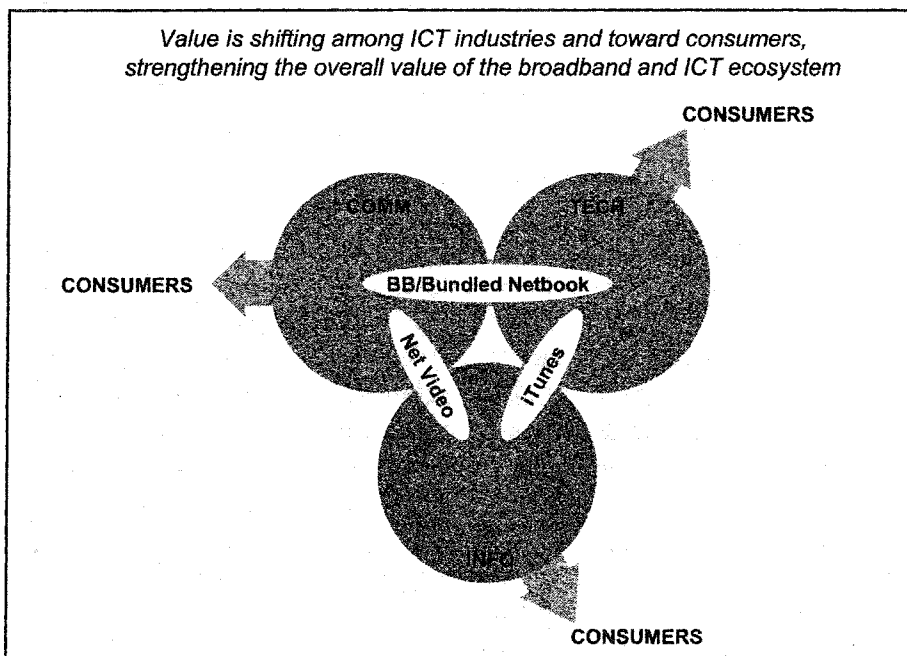 Value is shifting among ICT industries and toward consumers,
strengthening the overall value of the broadband and ICT ecosystem
CONSUMERS
COMM
TECH
CONSUMERS
BB/Bundled Netbook
Net Video
iTunes
INFO
CONSUMERS